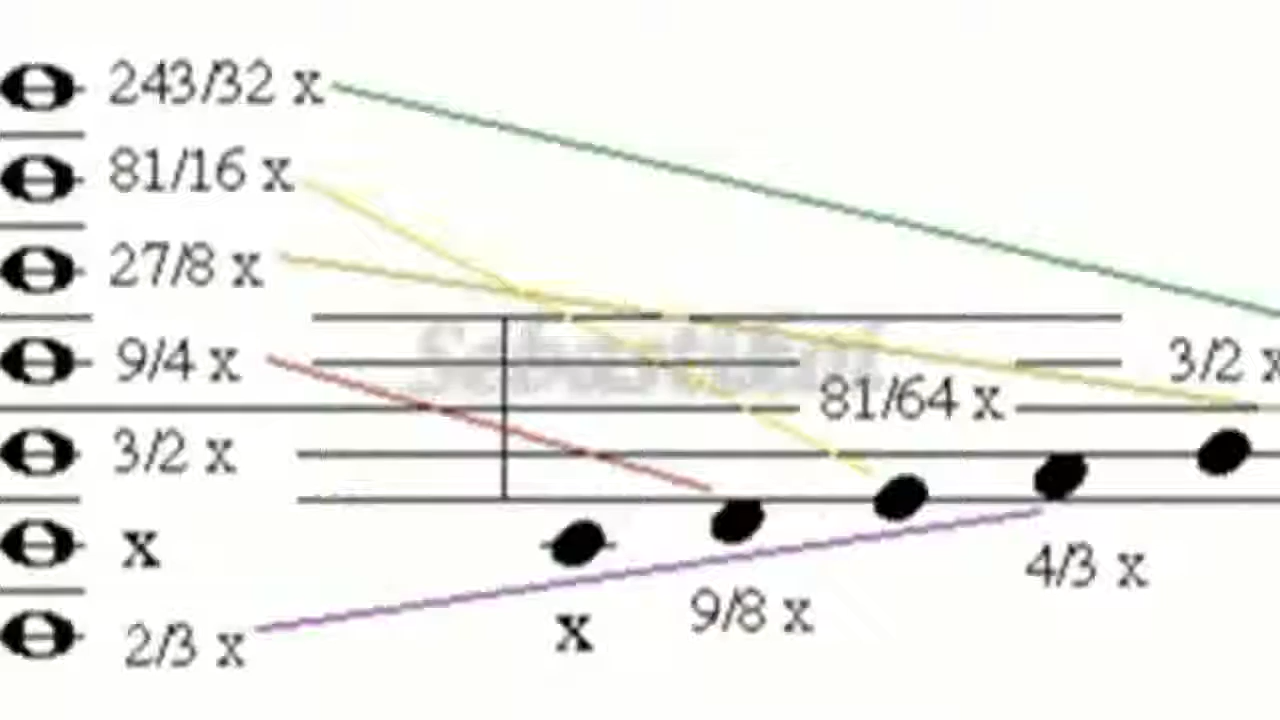 243/32 x
81/16 x
27/8 x
9/4 x
3/2 x
81/64 x
3/2 x
x
4/3 x
9/8 x
x
2/3 x